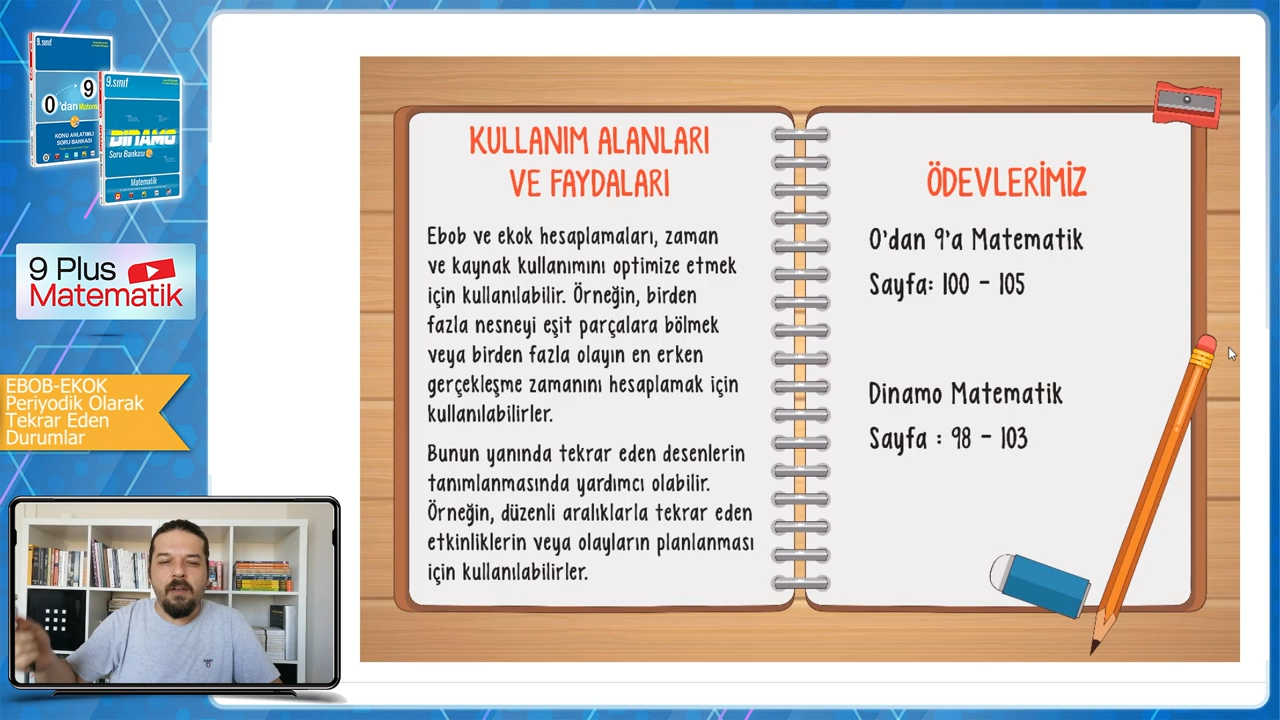 9.sınıf
0'dan 9
Matem
KONU ANLATIMLI
SORU BANKASI
9.sınıf
DİNAMO
Soru Bankası
Matematik
9 Plus
Matematik
EBOB-EKOK
Periyodik Olarak
Tekrar Eden
Durumlar
KULLANIM ALANLARI
VE FAYDALARI
Ebob ve ekok hesaplamaları, zaman
ve kaynak kullanımını optimize etmek
için kullanılabilir. Örneğin, birden
fazla nesneyi eşit parçalara bölmek
veya birden fazla olayın en erken
gerçekleşme zamanını hesaplamak için
kullanılabilirler.
Bunun yanında tekrar eden desenlerin
tanımlanmasında yardımcı olabilir.
Örneğin, düzenli aralıklarla tekrar eden
etkinliklerin veya olayların planlanması
için kullanılabilirler.
ÖDEVLERİMİZ
0'dan 9'a Matematik
Sayfa: 100 - 105
Dinamo Matematik
Sayfa : 98 - 103